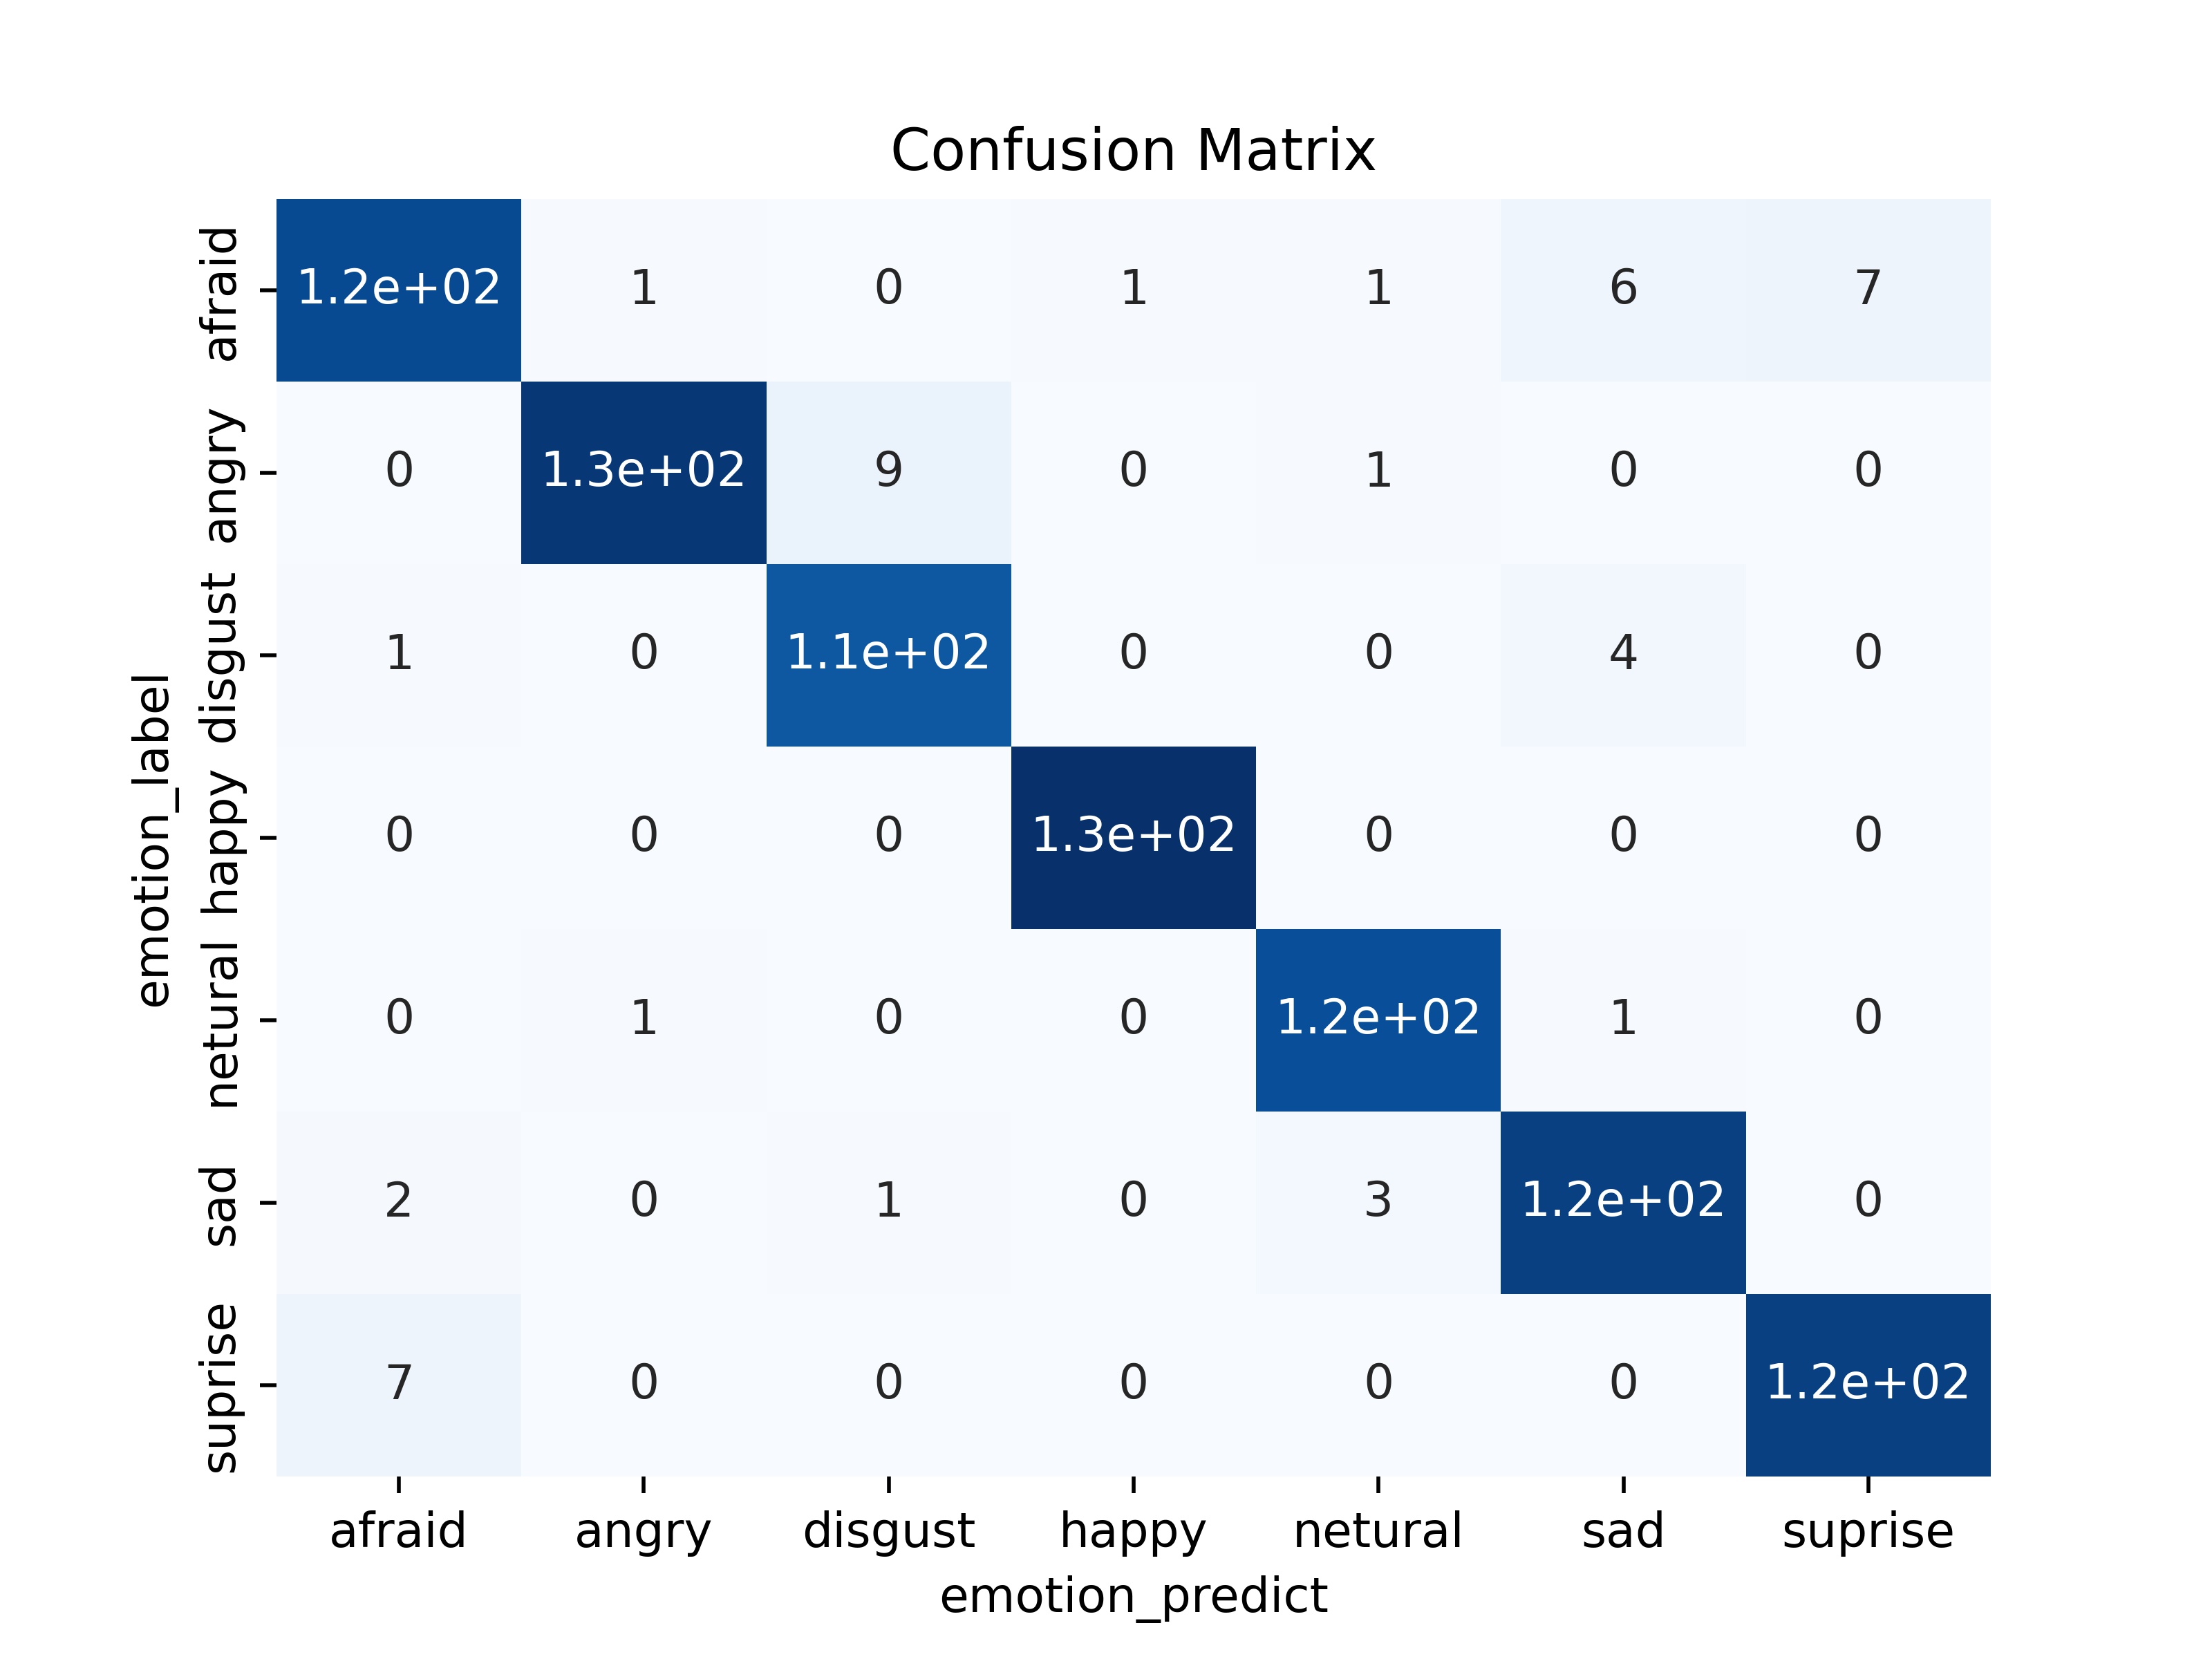 Confusion Matrix
afraid 1.2e+02 1 0 1 1 6 7
angry 0 1.3e+02 9 0 1 0 0
disgust 1 0 1.1e+02 0 0 4 0
happy 0 0 0 1.3e+02 0 0 0
netural 0 1 0 0 1.2e+02 1 0
sad 2 0 1 0 3 1.2e+02 0
suprise 7 0 0 0 0 0 1.2e+02
emotion_label
afraid angry disgust happy netural sad suprise
emotion_predict